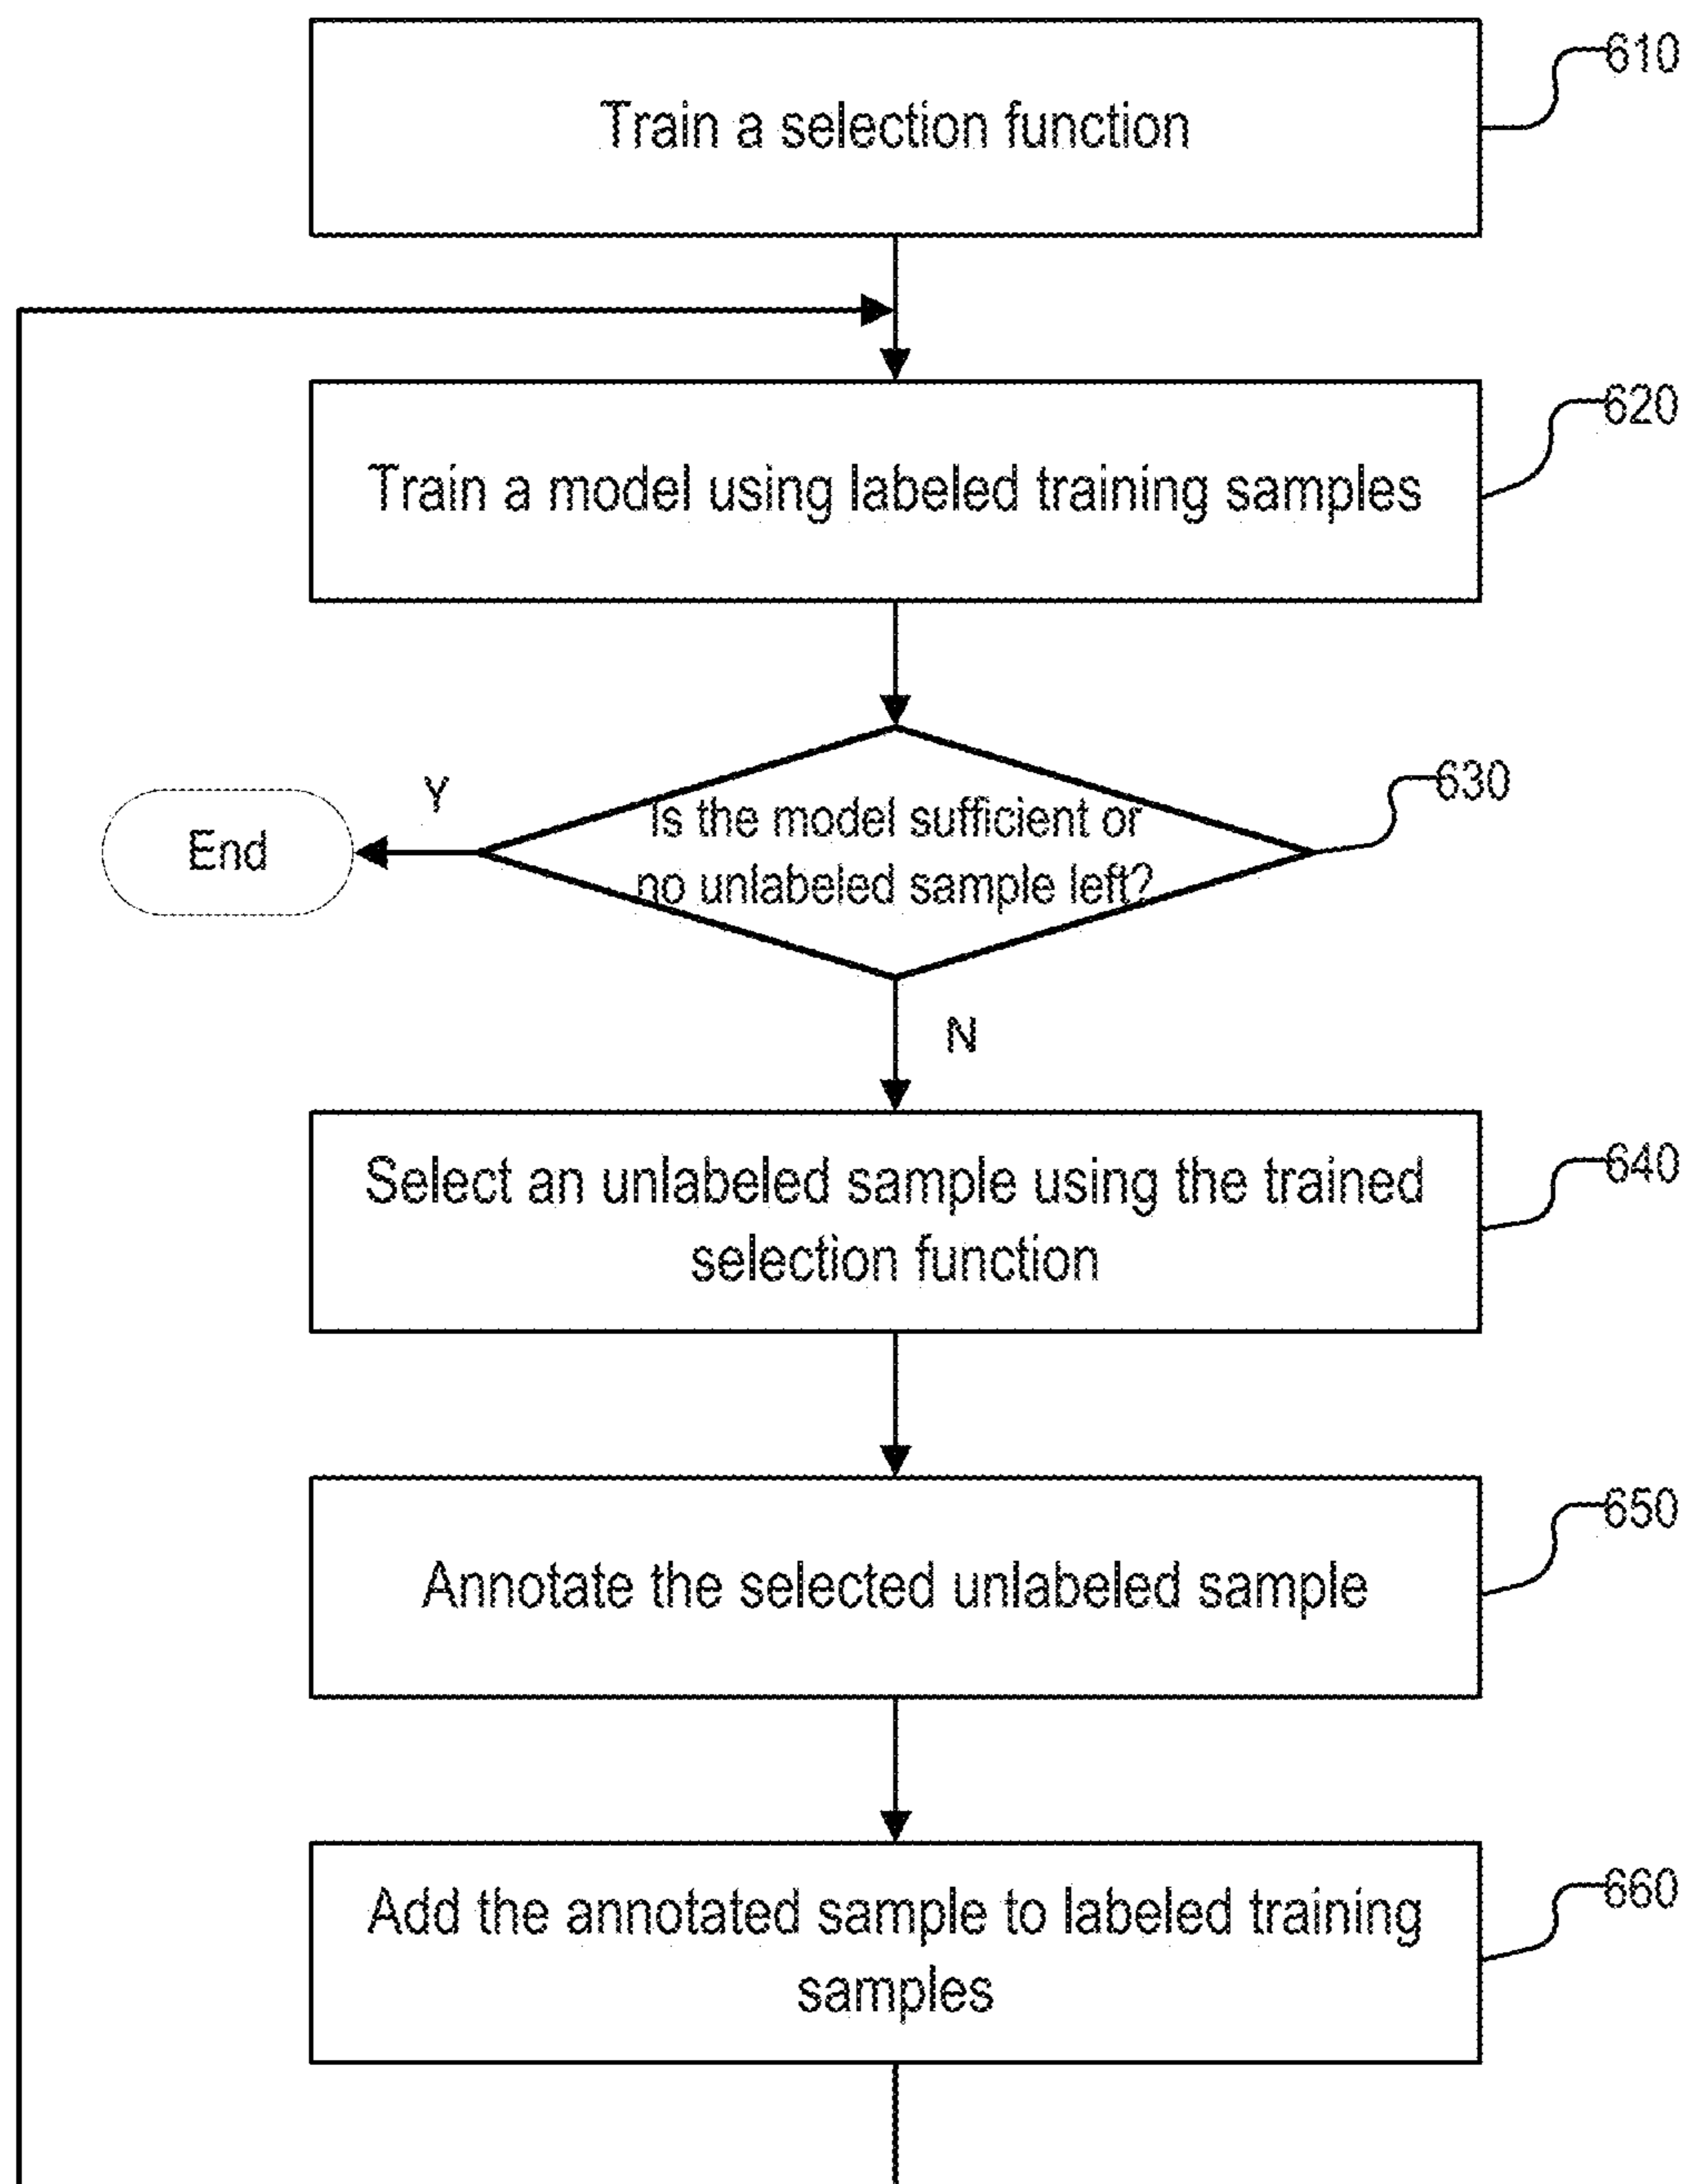 610
Train a selection function
620
Train a model using labeled training samples
630
Y
Is the model sufficient or
End
no unlabeled sample left?
N
640
Select an unlabeled sample using the trained
selection function
650
Annotate the selected unlabeled sample
660
Add the annotated sample to labeled training
samples